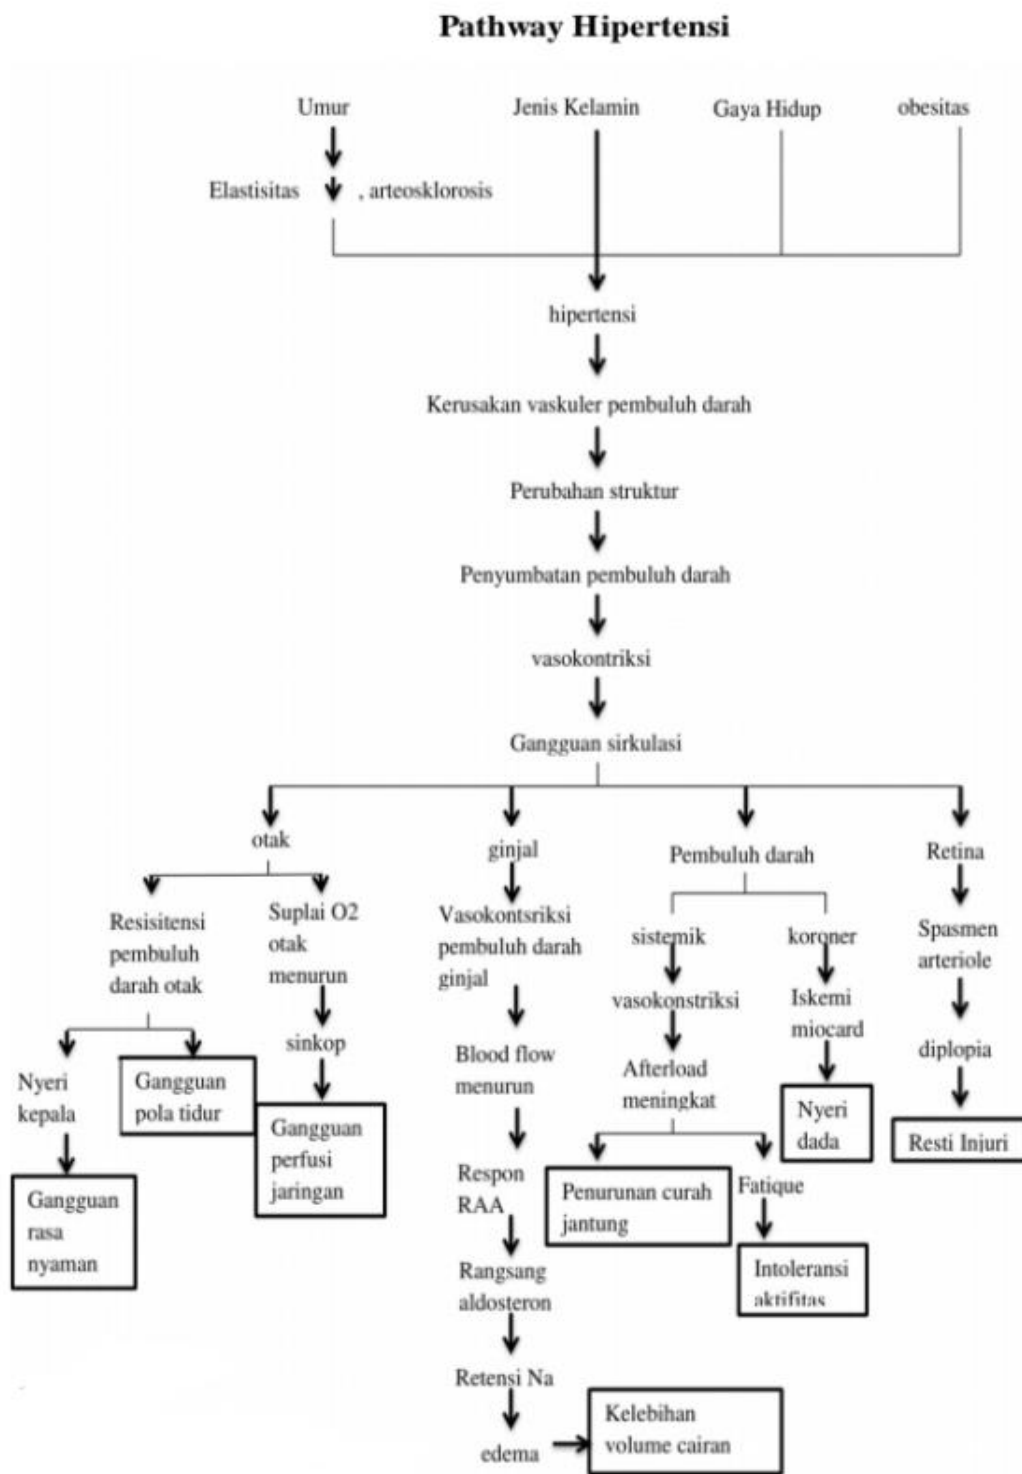 Pathway Hipertensi
Umur
Jenis Kelamin
Gaya Hidup
obesitas
Elastisitas
, arteosklorosis
hipertensi
Kerusakan vaskuler pembuluh darah
Perubahan struktur
Penyumbatan pembuluh darah
vasokontriksi
Gangguan sirkulasi
otak
Resisitensi
pembuluh
darah otak
Nyeri
kepala
Gangguan
rasa
nyaman
Gangguan
pola tidur
Suplai O2
otak
menurun
sinkop
Gangguan
perfusi
jaringan
ginjal
Vasokontsriksi
pembuluh darah
ginjal
Blood flow
menurun
Respon
RAA
Rangsang
aldosteron
Retensi Na
edema
Kelebihan
volume cairan
Pembuluh darah
sistemik
vasokonstriksi
Afterload
meningkat
Penurunan curah
jantung
Fatique
Intoleransi
aktifitas
koroner
Iskemi
miocard
Nyeri
dada
Retina
Spasmen
arteriole
diplopia
Resti Injuri